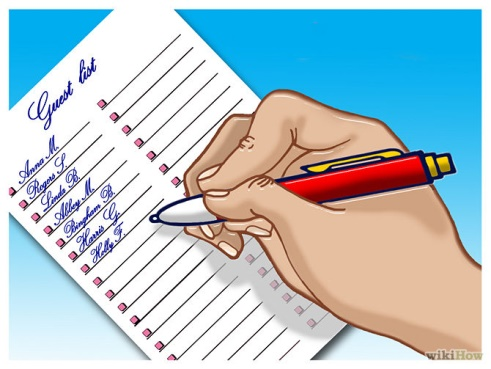 Guest list
Anna M.
Rogers L.
Linda B.
Abbey M.
Bingham B.
Harris G.
Holly F.
wikiHow